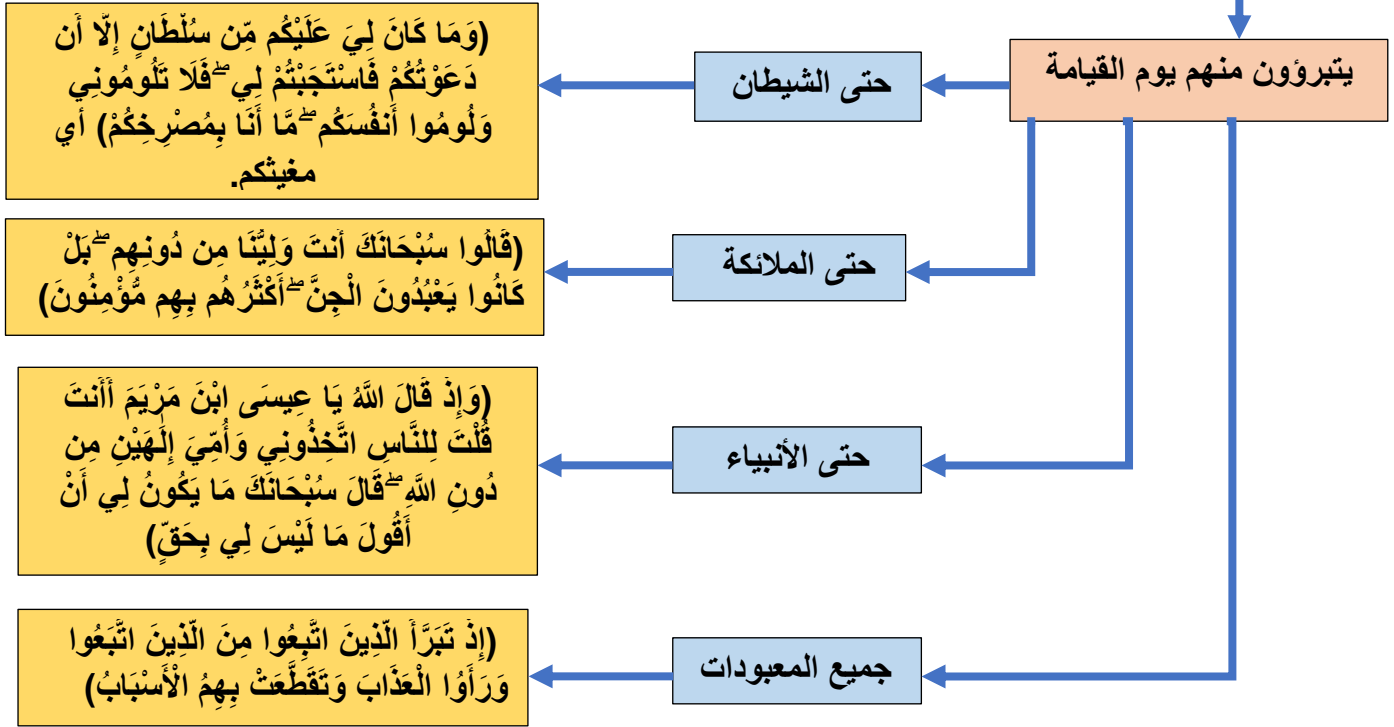 يتبرؤون منهم يوم القيامة
حتى الشيطان
(وَمَا كَانَ لِيَ عَلَيْكُم مِّن سُلْطَانٍ إِلَّا أَن
دَعَوْتُكُمْ فَاسْتَجَبْتُمْ لِي ۖ فَلَا تَلُومُونِي
وَلُومُوا أَنفُسَكُم ۖ مَّا أَنَا بِمُصْرِخِكُمْ) أي
مغيثكم.
حتى الملائكة
(قَالُوا سُبْحَانَكَ أَنتَ وَلِيُّنَا مِن دُونِهِم ۖ بَلْ
كَانُوا يَعْبُدُونَ الْجِنَّ ۖ أَكْثَرُهُم بِهِم مُّؤْمِنُونَ)
حتى الأنبياء
(وَإِذْ قَالَ اللَّهُ يَا عِيسَى ابْنَ مَرْيَمَ أَأَنتَ
قُلْتَ لِلنَّاسِ اتَّخِذُونِي وَأُمِّيَ إِلَٰهَيْنِ مِن
دُونِ اللَّهِ ۖ قَالَ سُبْحَانَكَ مَا يَكُونُ لِي أَنْ
أَقُولَ مَا لَيْسَ لِي بِحَقٍّ)
جميع المعبودات
(إِذْ تَبَرَّأَ الَّذِينَ اتُّبِعُوا مِنَ الَّذِينَ اتَّبَعُوا
وَرَأَوُا الْعَذَابَ وَتَقَطَّعَتْ بِهِمُ الْأَسْبَابُ)